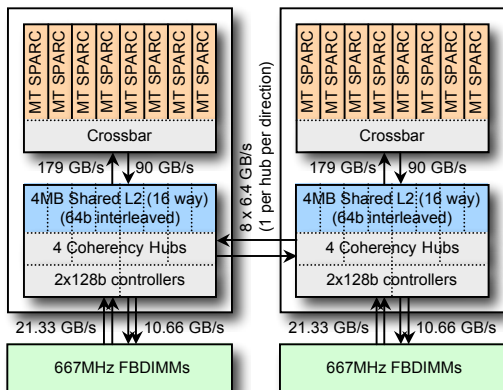 MT SPARC
MT SPARC
MT SPARC
MT SPARC
MT SPARC
MT SPARC
MT SPARC
MT SPARC
Crossbar
179 GB/s
90 GB/s
4MB Shared L2 (16 way)
(64b interleaved)
4 Coherency Hubs
2x128b controllers
21.33 GB/s
10.66 GB/s
667MHz FBDIMMs
8 x 6.4 GB/s
(1 per hub per direction)
MT SPARC
MT SPARC
MT SPARC
MT SPARC
MT SPARC
MT SPARC
MT SPARC
MT SPARC
Crossbar
179 GB/s
90 GB/s
4MB Shared L2 (16 way)
(64b interleaved)
4 Coherency Hubs
2x128b controllers
21.33 GB/s
10.66 GB/s
667MHz FBDIMMs